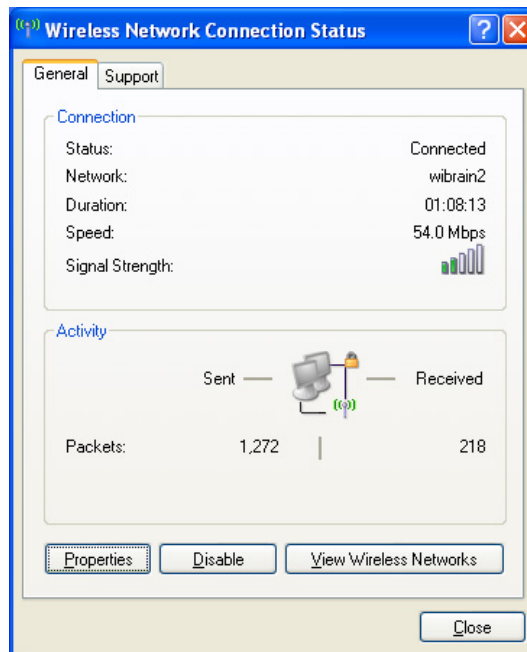 Wireless Network Connection Status
General Support
Connection
Status: Connected
Network: wibrain2
Duration: 01:08:13
Speed: 54.0 Mbps
Signal Strength:
Activity
Sent Received
Packets: 1,272 218
Properties Disable View Wireless Networks
Close